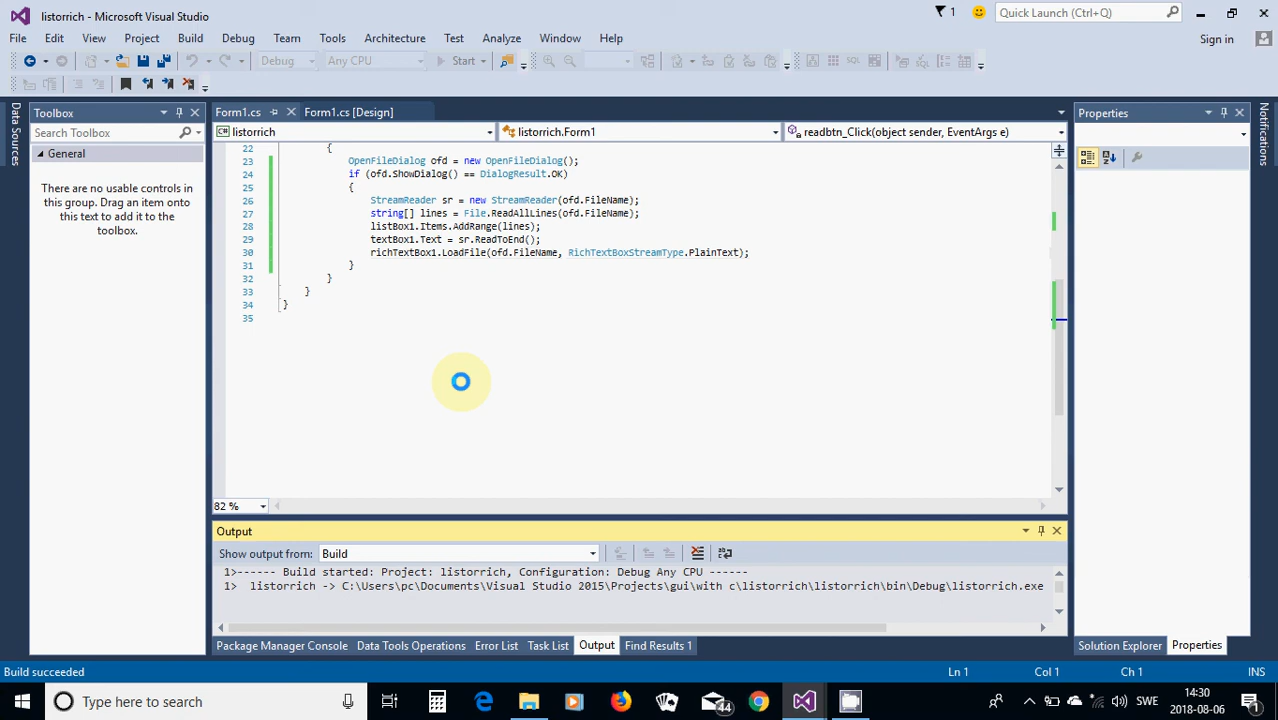 listorrich - Microsoft Visual Studio
1
Quick Launch (Ctrl+Q)
File Edit View Project Build Debug Team Tools Architecture Test Analyze Window Help
Sign in
Debug Any CPU Start
Data Sources
Toolbox
Search Toolbox
General
There are no usable controls in
this group. Drag an item onto
this text to add it to the
toolbox.
Form1.cs Form1.cs [Design]
listorrich listorrich.Form1 readbtn_Click(object sender, EventArgs e)
22 {
23 OpenFileDialog ofd = new OpenFileDialog();
24 if (ofd.ShowDialog() == DialogResult.OK)
25 {
26 StreamReader sr = new StreamReader(ofd.FileName);
27 string[] lines = File.ReadAllLines(ofd.FileName);
28 listBox1.Items.AddRange(lines);
29 textBox1.Text = sr.ReadToEnd();
30 richTextBox1.LoadFile(ofd.FileName, RichTextBoxStreamType.PlainText);
31 }
32 }
33 }
34 }
35
82 %
Output
Show output from: Build
1>------ Build started: Project: listorrich, Configuration: Debug Any CPU ------
1> listorrich -> C:\Users\pc\Documents\Visual Studio 2015\Projects\gui\with c\listorrich\listorrich\bin\Debug\listorrich.exe
Package Manager Console Data Tools Operations Error List Task List Output Find Results 1
Properties
Notifications
Solution Explorer Properties
Build succeeded
Ln 1 Col 1 Ch 1 INS
Type here to search
44
SWE
14:30
2018-08-06
1